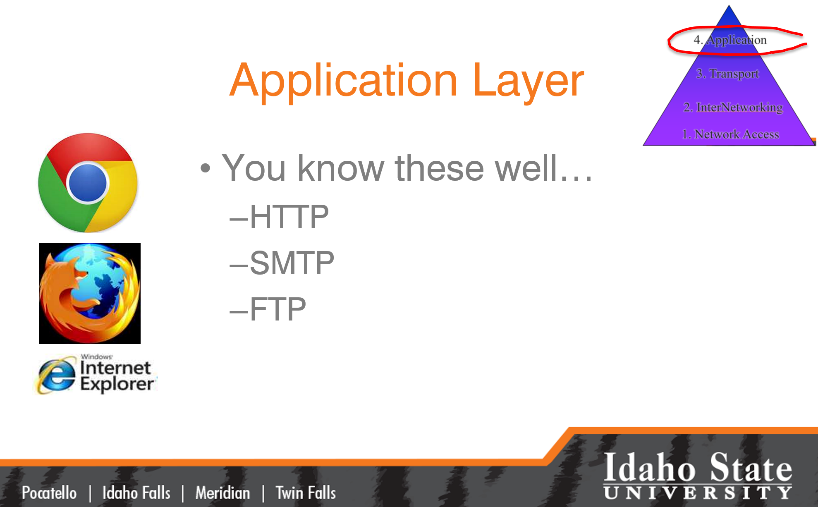 Application Layer
4. Application
3. Transport
2. InterNetworking
1. Network Access
• You know these well…
–HTTP
–SMTP
–FTP
Windows
Internet
Explorer
Pocatello | Idaho Falls | Meridian | Twin Falls
Idaho State
UNIVERSITY